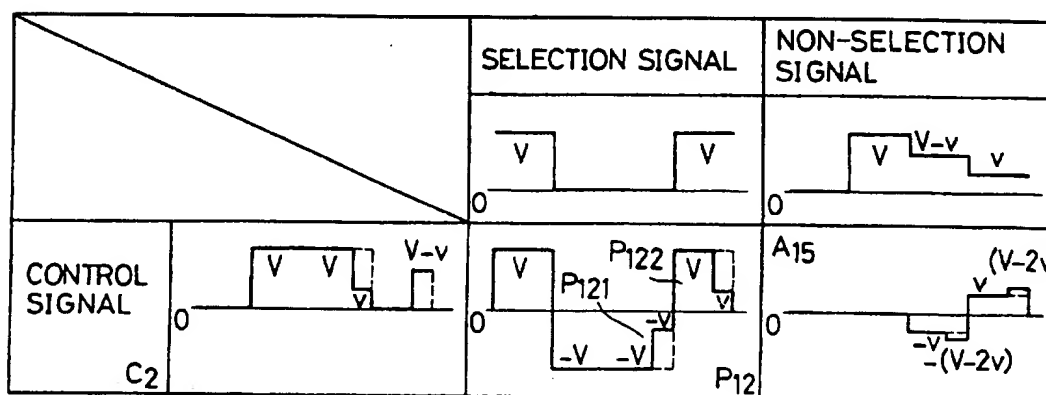 SELECTION SIGNAL
NON-SELECTION
SIGNAL
V
V
0
V
V-v
v
0
CONTROL
SIGNAL
C2
V
V
v
V-v
0
V
P121
P122
V
v
-v
-V
-V
0
P12
A15
v
(V-2v
0
-v
-(V-2v)